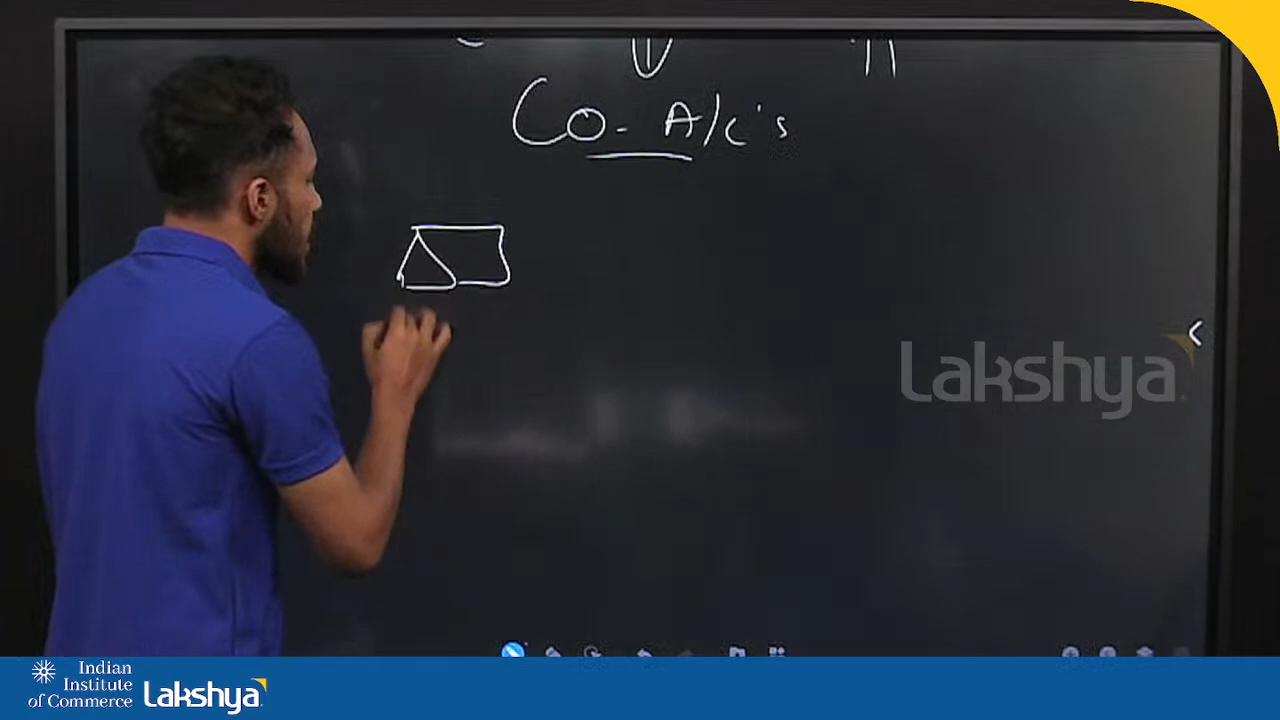 Co- A/c's
Lakshya
Indian
Institute
of Commerce
Lakshya